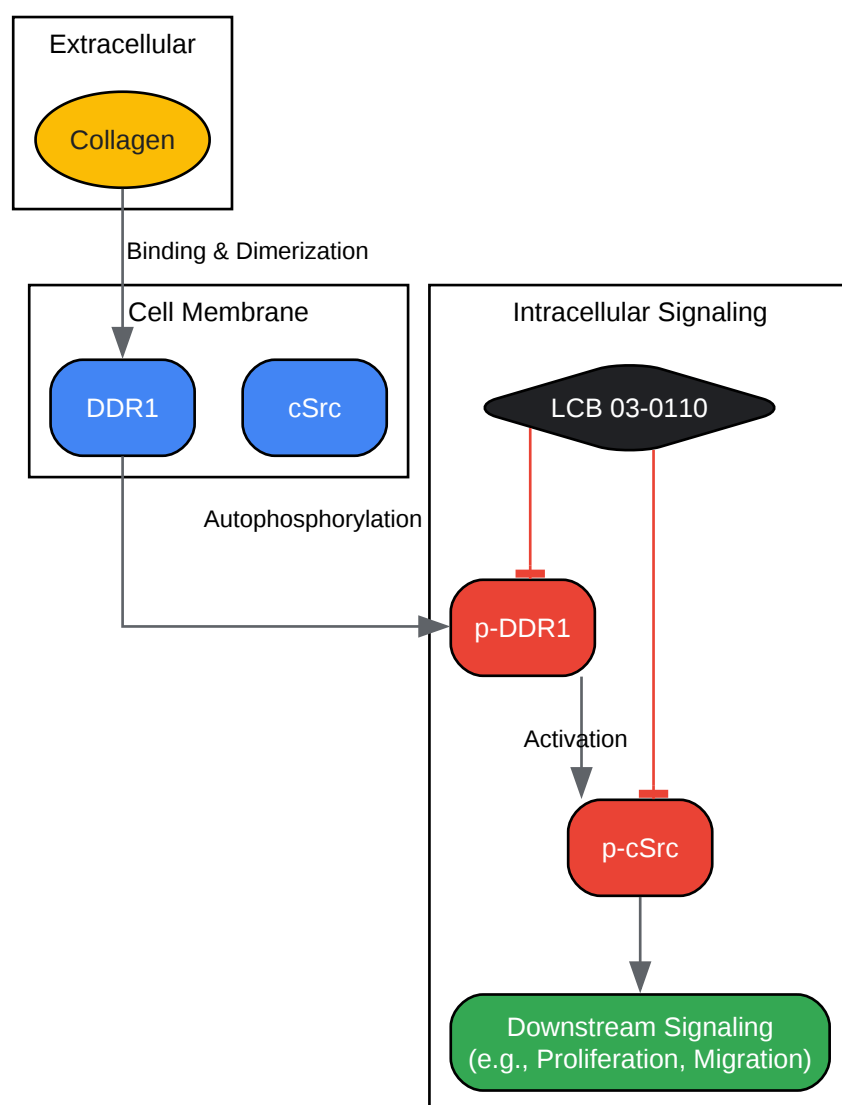 Extracellular
Collagen
Binding & Dimerization
Cell Membrane
DDR1
cSrc
Intracellular Signaling
LCB 03-0110
Autophosphorylation
p-DDR1
Activation
p-cSrc
Downstream Signaling
(e.g., Proliferation, Migration)